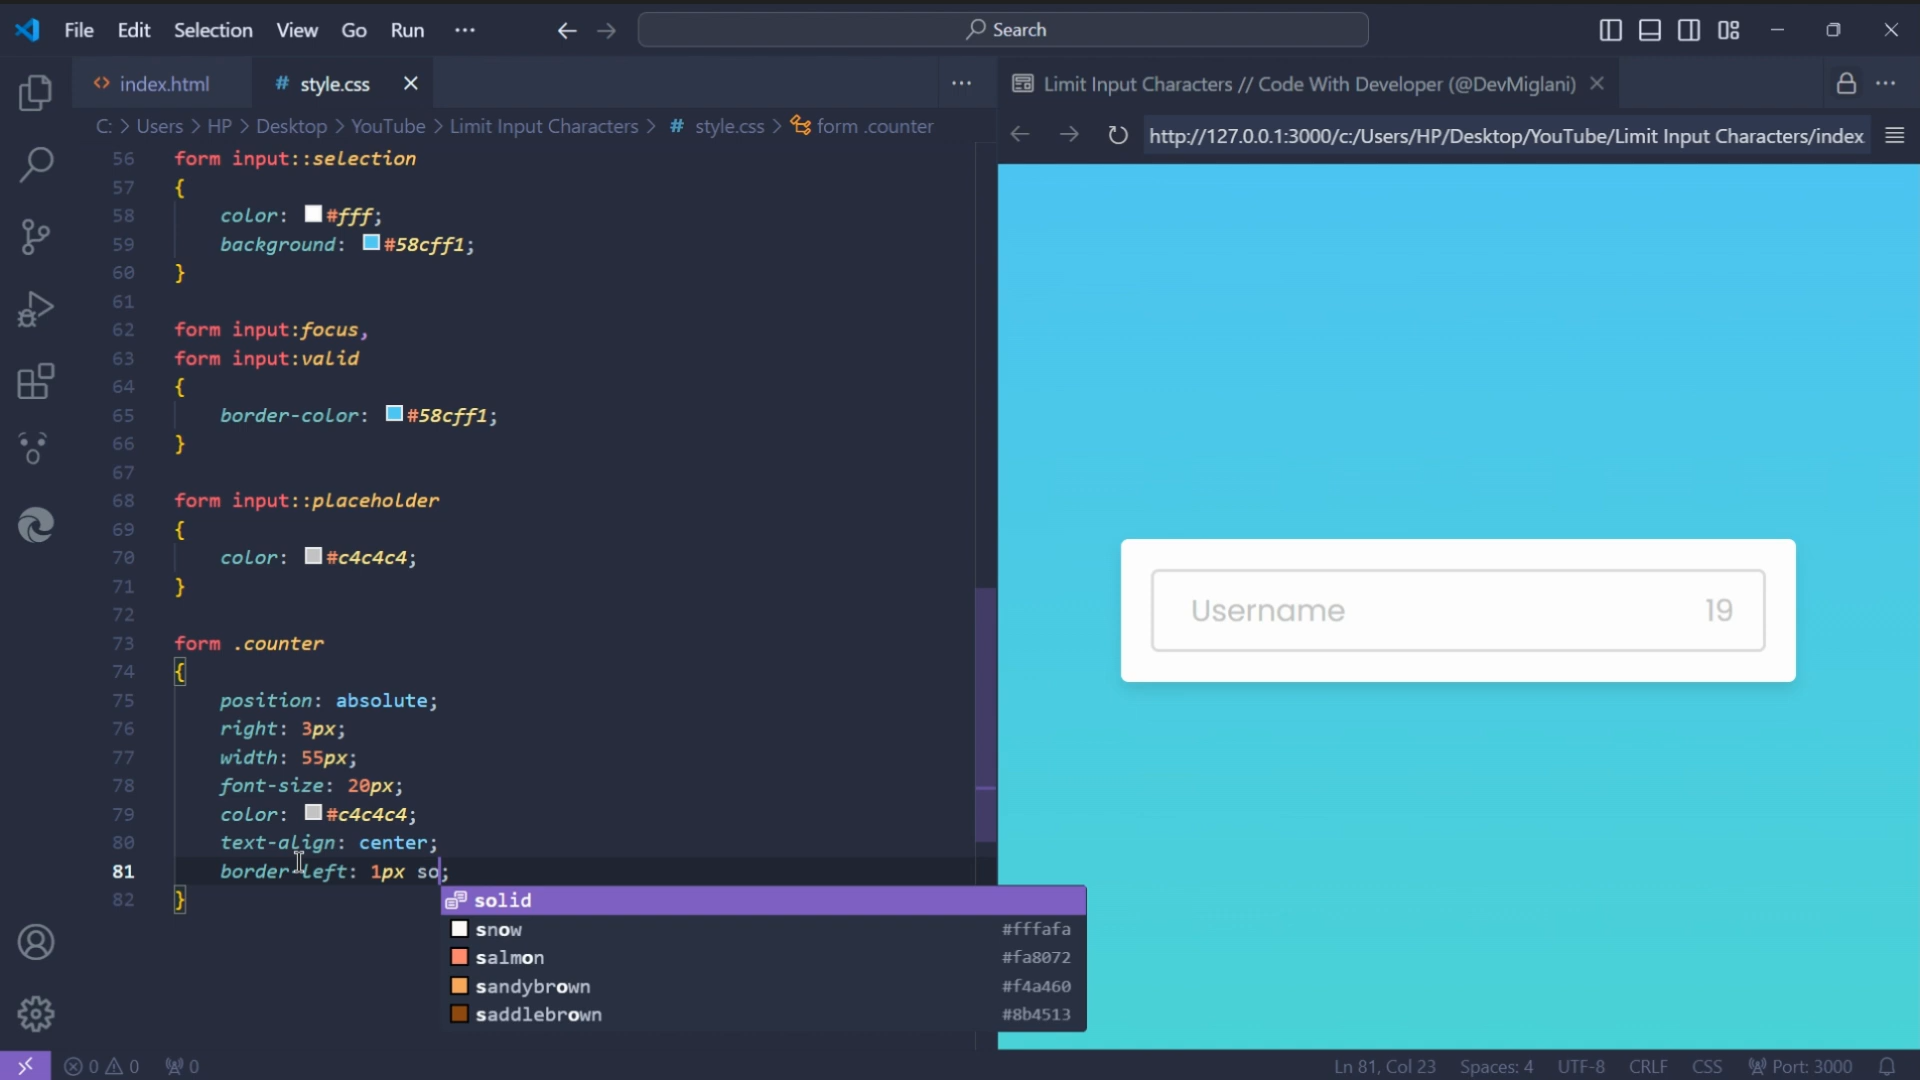 File Edit Selection View Go Run ···
Search
index.html
# style.css
Limit Input Characters // Code With Developer (@DevMiglani)
C: > Users > HP > Desktop > YouTube > Limit Input Characters > # style.css > form .counter
http://127.0.0.1:3000/c:/Users/HP/Desktop/YouTube/Limit Input Characters/index
56 form input::selection
57 {
58 color: #fff;
59 background: #58cff1;
60 }
61
62 form input:focus,
63 form input:valid
64 {
65 border-color: #58cff1;
66 }
67
68 form input::placeholder
69 {
70 color: #c4c4c4;
71 }
72
73 form .counter
74 {
75 position: absolute;
76 right: 3px;
77 width: 55px;
78 font-size: 20px;
79 color: #c4c4c4;
80 text-align: center;
81 border-left: 1px so;
82 }
solid
snow #fffafa
salmon #fa8072
sandybrown #f4a460
saddlebrown #8b4513
Username 19
0 0 0
Ln 81, Col 23 Spaces: 4 UTF-8 CRLF CSS Port: 3000